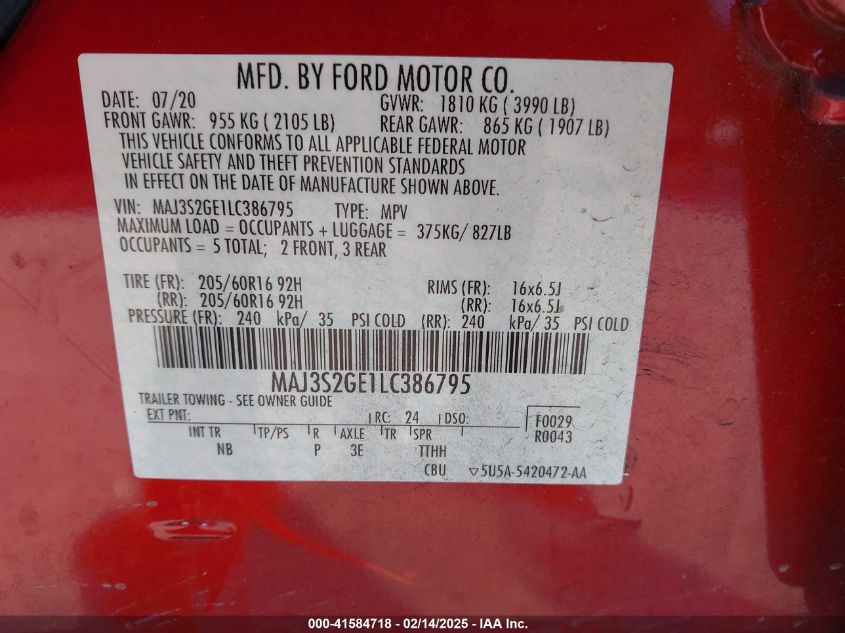 MFD. BY FORD MOTOR CO.
DATE: 07/20 GVWR: 1810 KG ( 3990 LB)
FRONT GAWR: 955 KG ( 2105 LB) REAR GAWR: 865 KG ( 1907 LB)
THIS VEHICLE CONFORMS TO ALL APPLICABLE FEDERAL MOTOR
VEHICLE SAFETY AND THEFT PREVENTION STANDARDS
IN EFFECT ON THE DATE OF MANUFACTURE SHOWN ABOVE.
VIN: MAJ3S2GE1LC386795 TYPE: MPV
MAXIMUM LOAD = OCCUPANTS + LUGGAGE = 375KG/ 827LB
OCCUPANTS = 5 TOTAL; 2 FRONT, 3 REAR
TIRE (FR): 205/60R16 92H RIMS (FR): 16x6.5J
(RR): 205/60R16 92H (RR): 16x6.5J
PRESSURE (FR): 240 kPa/ 35 PSI COLD (RR): 240 kPa/ 35 PSI COLD
MAJ3S2GE1LC386795
TRAILER TOWING - SEE OWNER GUIDE
EXT PNT: RC: 24 DSO: F0029
R0043
INT TR TP/PS R AXLE TR SPR
NB P 3E TTHH
CBU ▽5U5A-5420472-AA
000-41584718 - 02/14/2025 - IAA Inc.